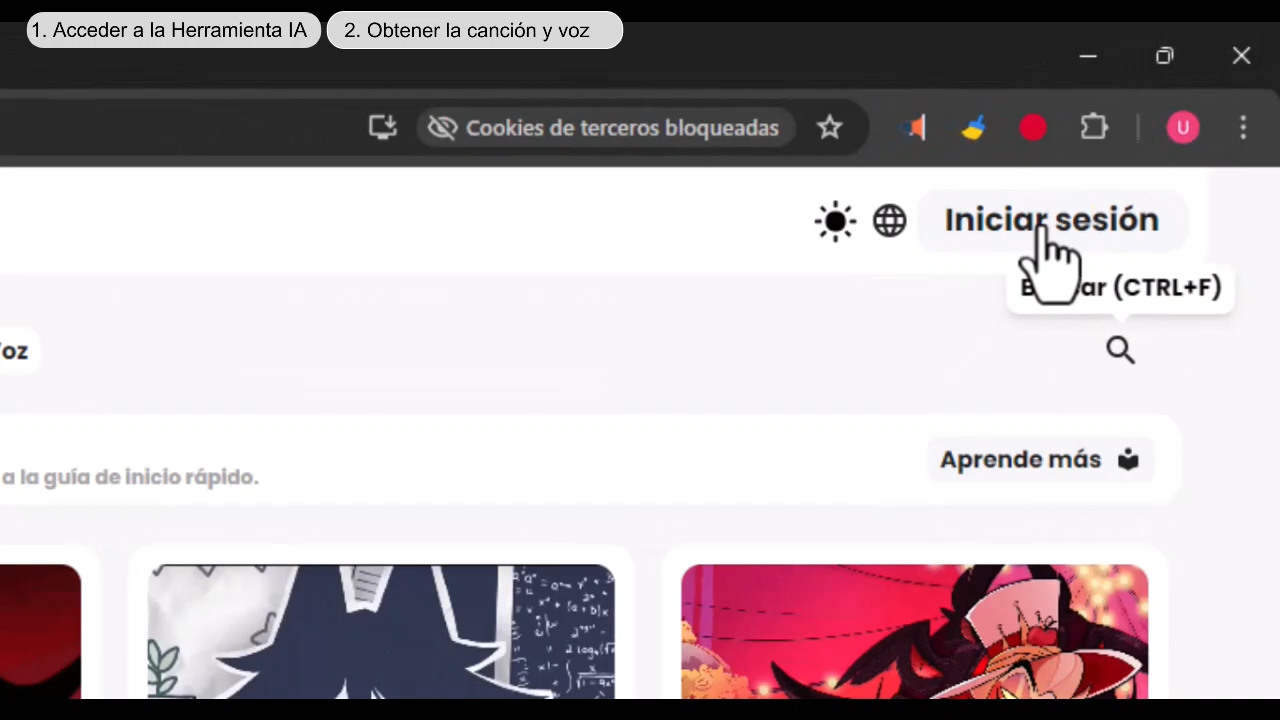 1. Acceder a la Herramienta IA
2. Obtener la canción y voz
Cookies de terceros bloqueadas
U
Iniciar sesión
(CTRL+F)
oz
a la guía de inicio rápido.
Aprende más